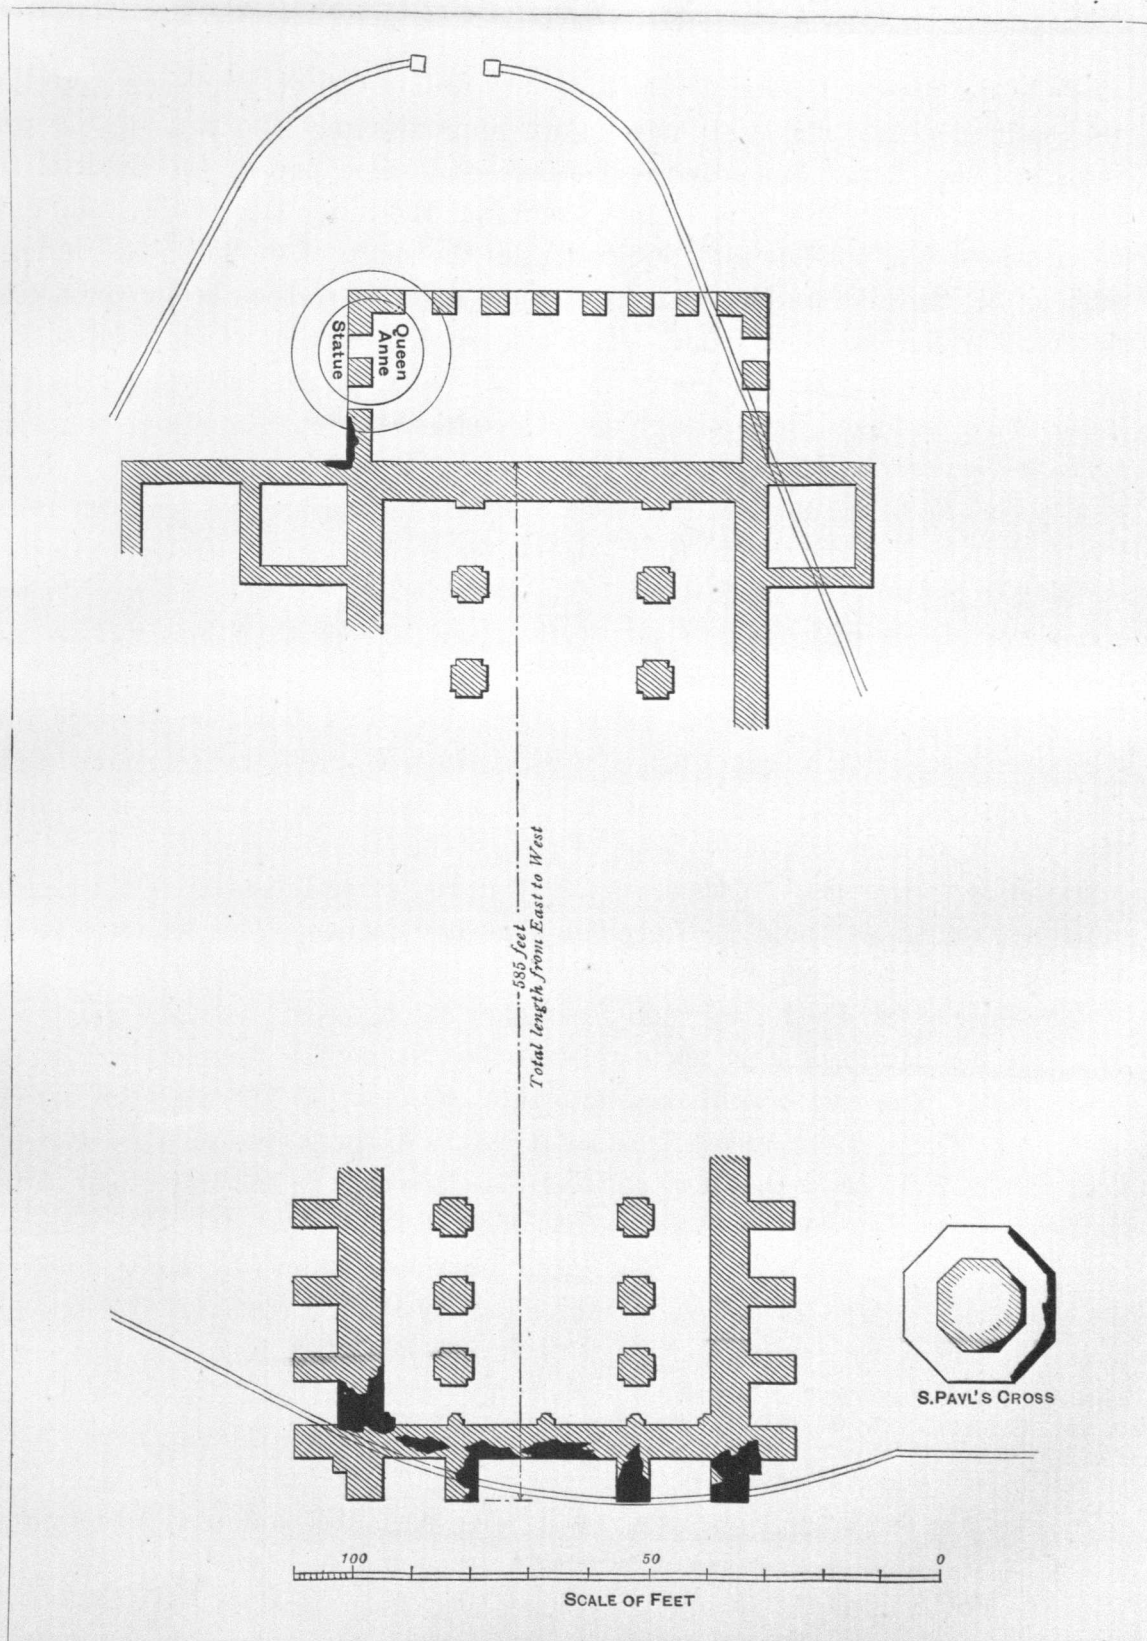 Queen
Anne
Statue
585 feet
Total length from East to West
S.PAVL'S CROSS
100 50 0
SCALE OF FEET